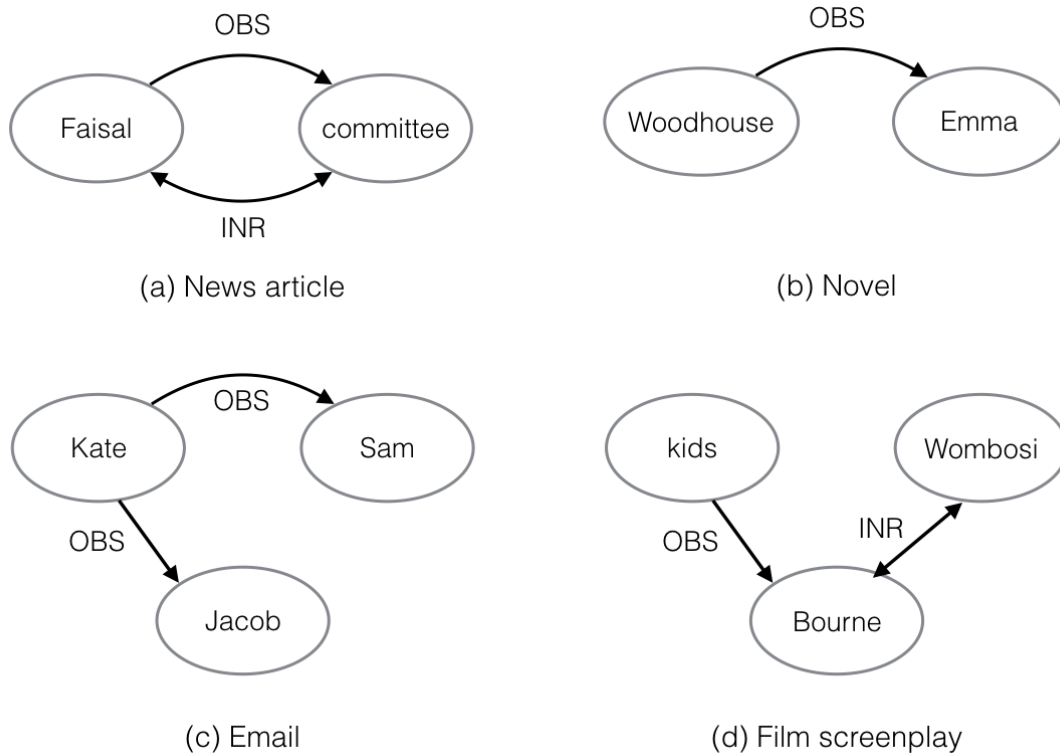 OBS
Faisal
committee
INR
(a) News article
OBS
Woodhouse
Emma
(b) Novel
OBS
Kate
Sam
OBS
Jacob
(c) Email
kids
Wombosi
OBS
INR
Bourne
(d) Film screenplay